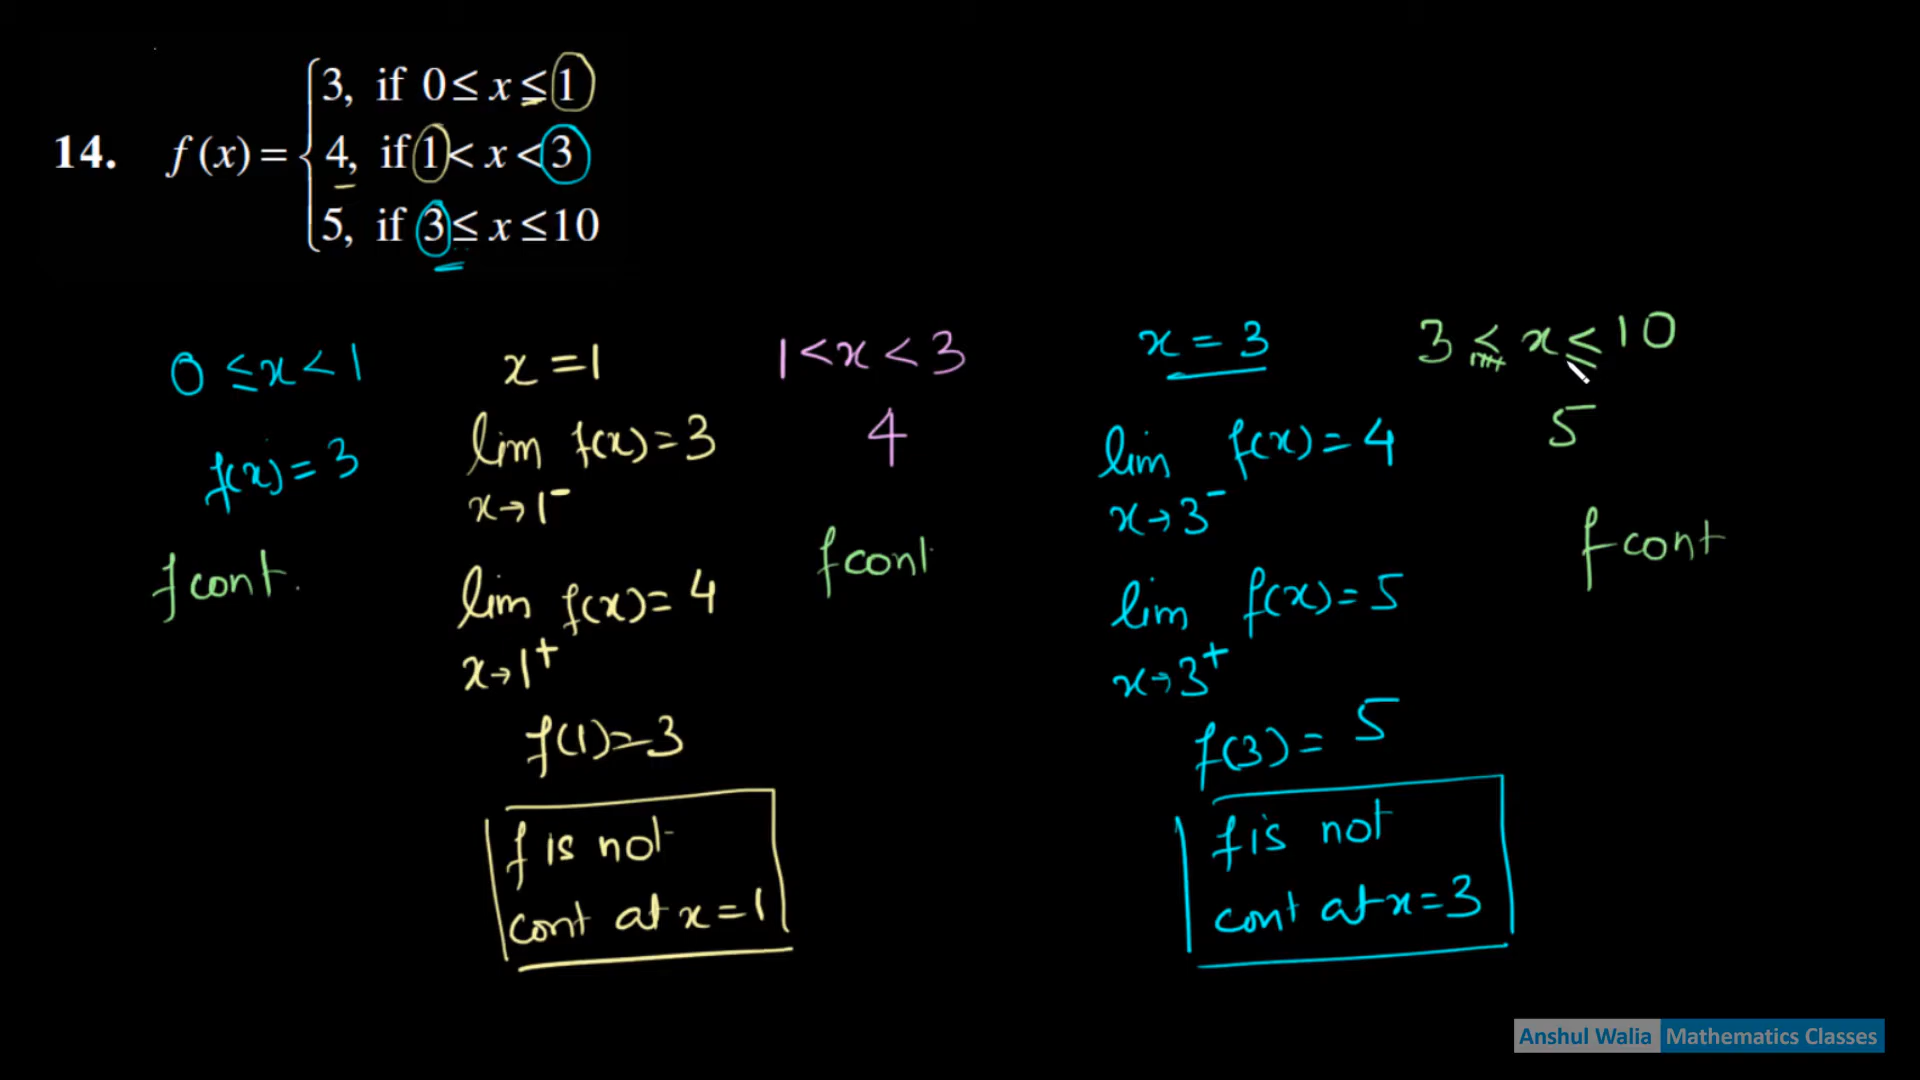 14. f(x) = { 3, if 0 ≤ x ≤ 1
4, if 1 < x < 3
5, if 3 ≤ x ≤ 10
0 ≤ x < 1
f(x) = 3
f cont.
x = 1
lim f(x) = 3
x → 1⁻
lim f(x) = 4
x → 1⁺
f(1) = 3
f is not
cont at x = 1
1 < x < 3
4
f cont
x = 3
lim f(x) = 4
x → 3⁻
lim f(x) = 5
x → 3⁺
f(3) = 5
f is not
cont at x = 3
3 ≤ x ≤ 10
5
f cont
Anshul Walia Mathematics Classes